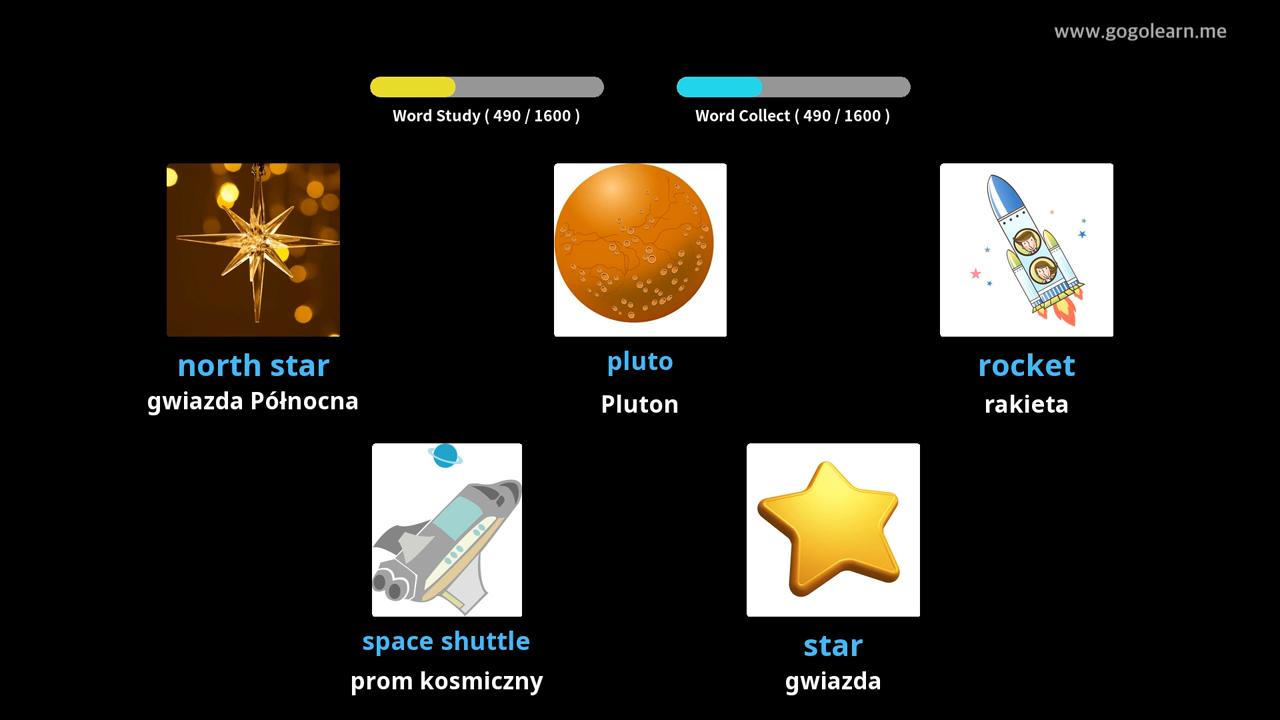 www.gogolearn.me
Word Study ( 490 / 1600 )
Word Collect ( 490 / 1600 )
north star
gwiazda Północna
pluto
Pluton
rocket
rakieta
space shuttle
prom kosmiczny
star
gwiazda